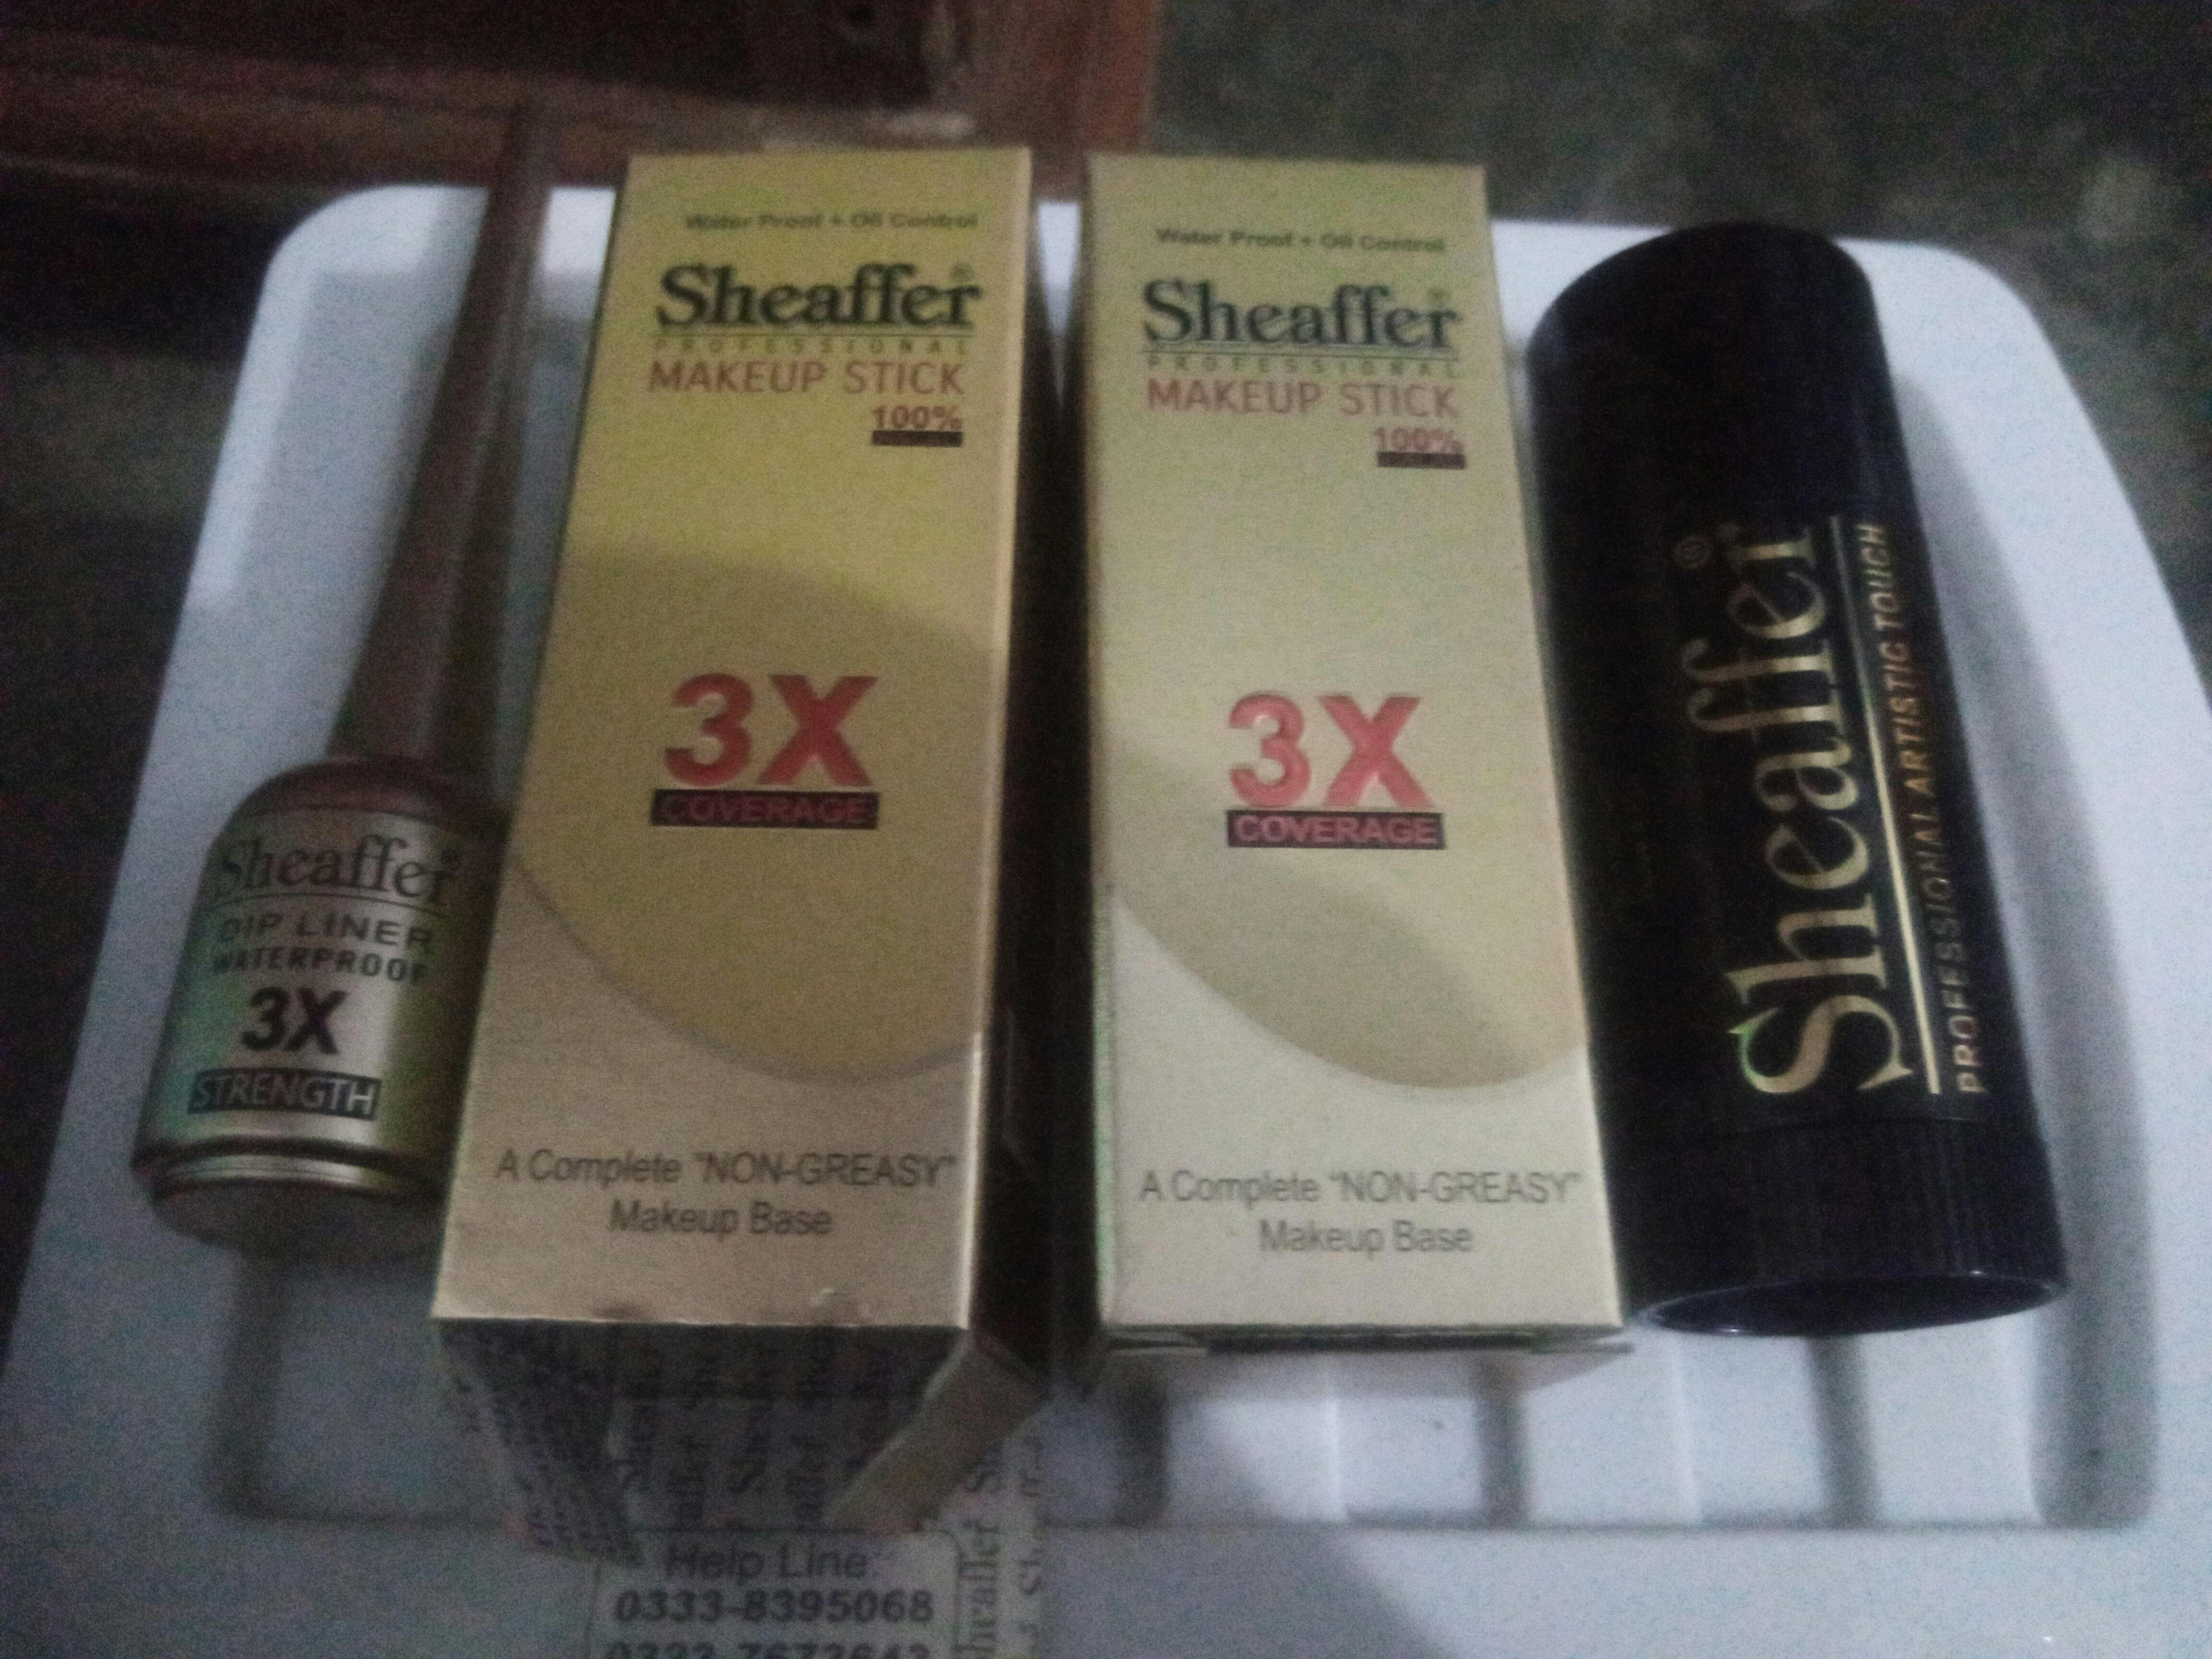 Sheaffer
DIP LINER
WATERPROOF
3X
STRENGTH
Water Proof + Oil Control
Sheaffer®
PROFESSIONAL
MAKEUP STICK
100%
3X
COVERAGE
A Complete "NON-GREASY"
Makeup Base
Help Line:
0333-8395068
Sheaffer
Water Proof + Oil Control
Sheaffer®
PROFESSIONAL
MAKEUP STICK
100%
3X
COVERAGE
A Complete "NON-GREASY"
Makeup Base
Sheaffer®
PROFESSIONAL ARTISTIC TOUCH